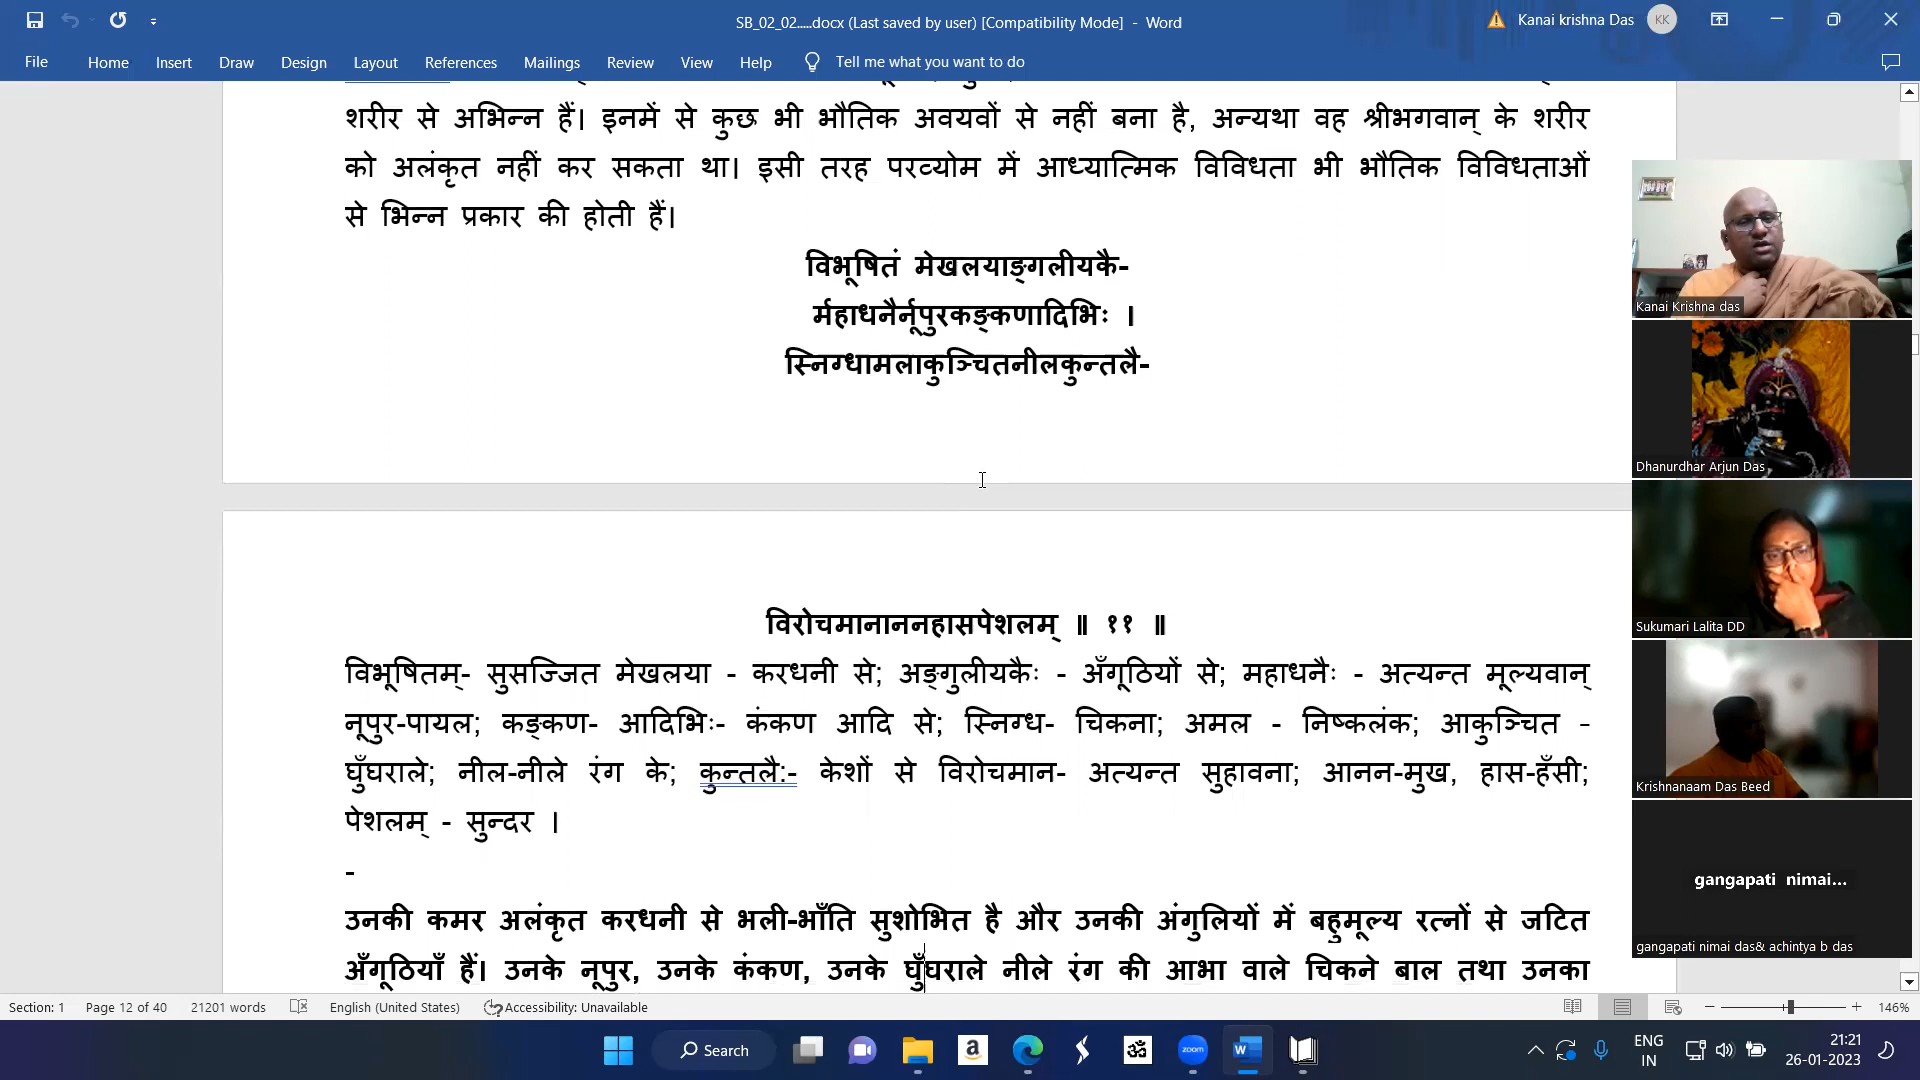 SB_02_02.....docx (Last saved by user) [Compatibility Mode] - Word
Kanai krishna Das
KK
File Home Insert Draw Design Layout References Mailings Review View Help Tell me what you want to do
शरीर से अभिन्न हैं। इनमें से कुछ भी भौतिक अवयवों से नहीं बना है, अन्यथा वह श्रीभगवान् के शरीर
को अलंकृत नहीं कर सकता था। इसी तरह परव्योम में आध्यात्मिक विविधता भी भौतिक विविधताओं
से भिन्न प्रकार की होती हैं।
विभूषितं मेखलयाङ्गलीयकै-
र्महाधनैर्नूपुरकङ्कणादिभिः ।
स्निग्धामलाकुञ्चितनीलकुन्तलै-
विरोचमानाननहासपेशलम् ॥ ११ ॥
विभूषितम्- सुसज्जित मेखलया - करधनी से; अङ्गुलीयकैः - अँगूठियों से; महाधनैः - अत्यन्त मूल्यवान्
नूपुर-पायल; कङ्कण- आदिभिः- कंकण आदि से; स्निग्ध- चिकना; अमल - निष्कलंक; आकुञ्चित -
घुँघराले; नील-नीले रंग के; कुन्तलै:- केशों से विरोचमान- अत्यन्त सुहावना; आनन-मुख, हास-हँसी;
पेशलम् - सुन्दर ।
-
उनकी कमर अलंकृत करधनी से भली-भाँति सुशोभित है और उनकी अंगुलियों में बहुमूल्य रत्नों से जटित
अँगूठियाँ हैं। उनके नूपुर, उनके कंकण, उनके घुँघराले नीले रंग की आभा वाले चिकने बाल तथा उनका
Kanai Krishna das
Dhanurdhar Arjun Das
Sukumari Lalita DD
Krishnanaam Das Beed
gangapati nimai...
gangapati nimai das& achintya b das
Section: 1 Page 12 of 40 21201 words English (United States) Accessibility: Unavailable 146%
Search
a
ॐ
zoom
W
ENG
IN
21:21
26-01-2023